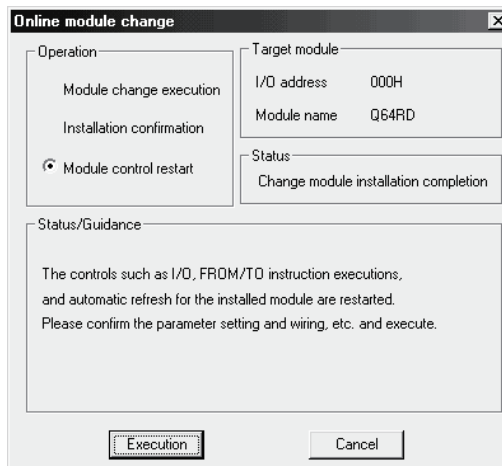 Online module change
Operation
Module change execution
Installation confirmation
Module control restart
Target module
I/O address 000H
Module name Q64RD
Status
Change module installation completion
Status/Guidance
The controls such as I/O, FROM/TO instruction executions,
and automatic refresh for the installed module are restarted.
Please confirm the parameter setting and wiring, etc. and execute.
Execution Cancel